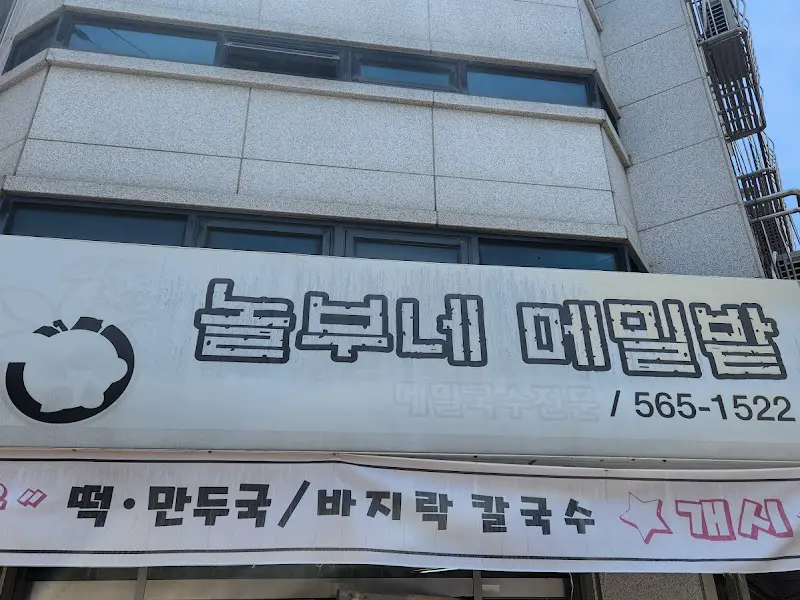 놀부네 메밀밭
메밀국수전문 / 565-1522
떡·만두국/바지락 칼국수 ☆개시